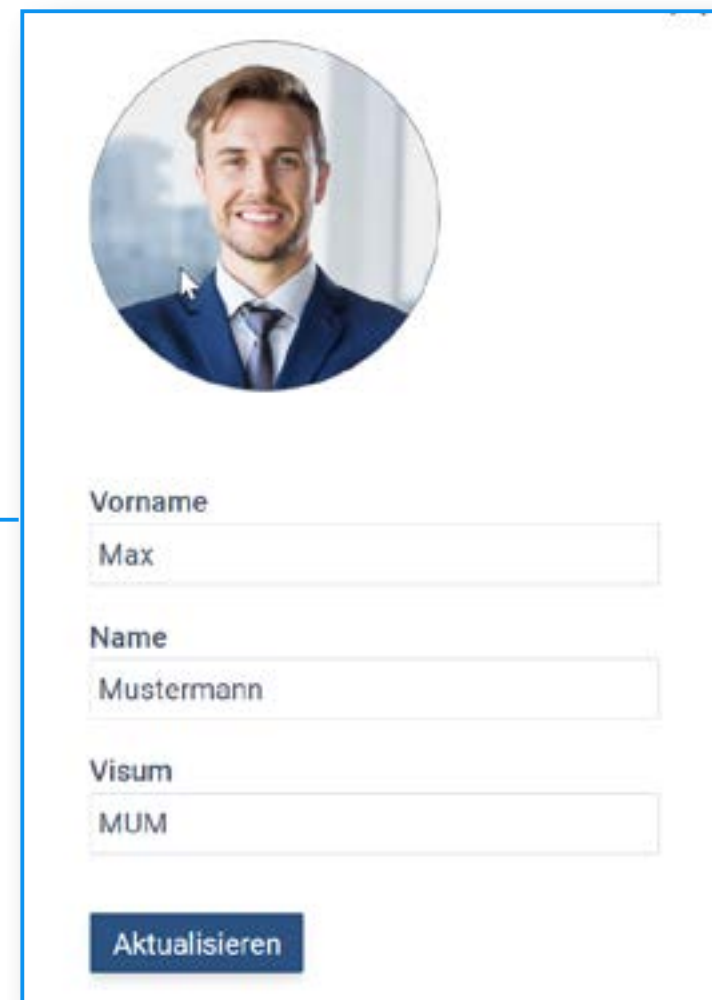 Vorname
Max
Name
Mustermann
Visum
MUM
Aktualisieren